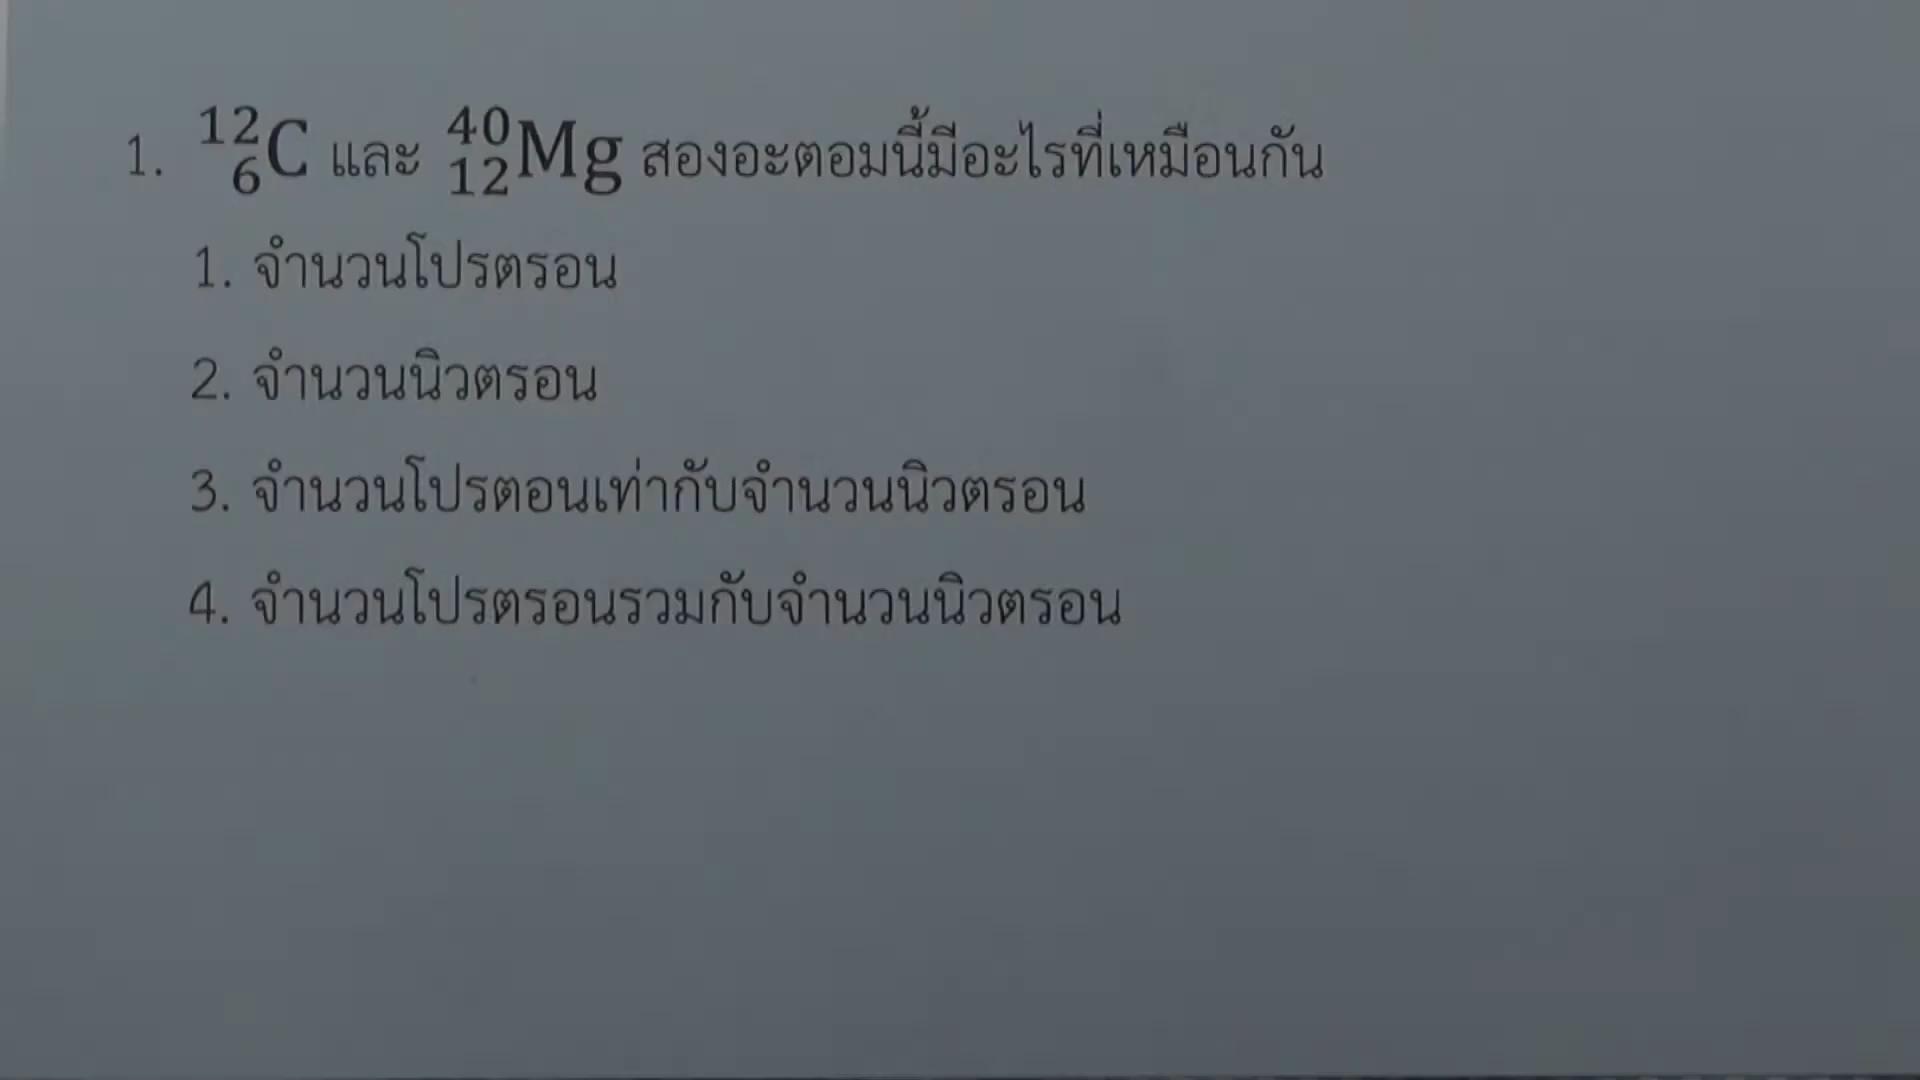 1. ¹²₆C และ ⁴⁰₁₂Mg สองอะตอมนี้มีอะไรที่เหมือนกัน
1. จำนวนโปรตรอน
2. จำนวนนิวตรอน
3. จำนวนโปรตอนเท่ากับจำนวนนิวตรอน
4. จำนวนโปรตรอนรวมกับจำนวนนิวตรอน